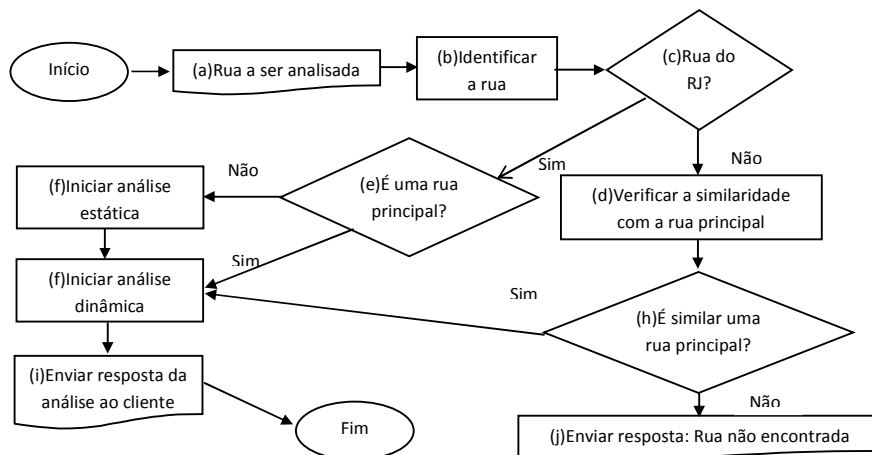 Início
(a)Rua a ser analisada
(b)Identificar
a rua
(c)Rua do
RJ?
Sim
Não
(d)Verificar a similaridade
com a rua principal
(e)É uma rua
principal?
Não
Sim
(f)Iniciar análise
estática
(f)Iniciar análise
dinâmica
Sim
(h)É similar uma
rua principal?
Não
(i)Enviar resposta da
análise ao cliente
Fim
(j)Enviar resposta: Rua não encontrada